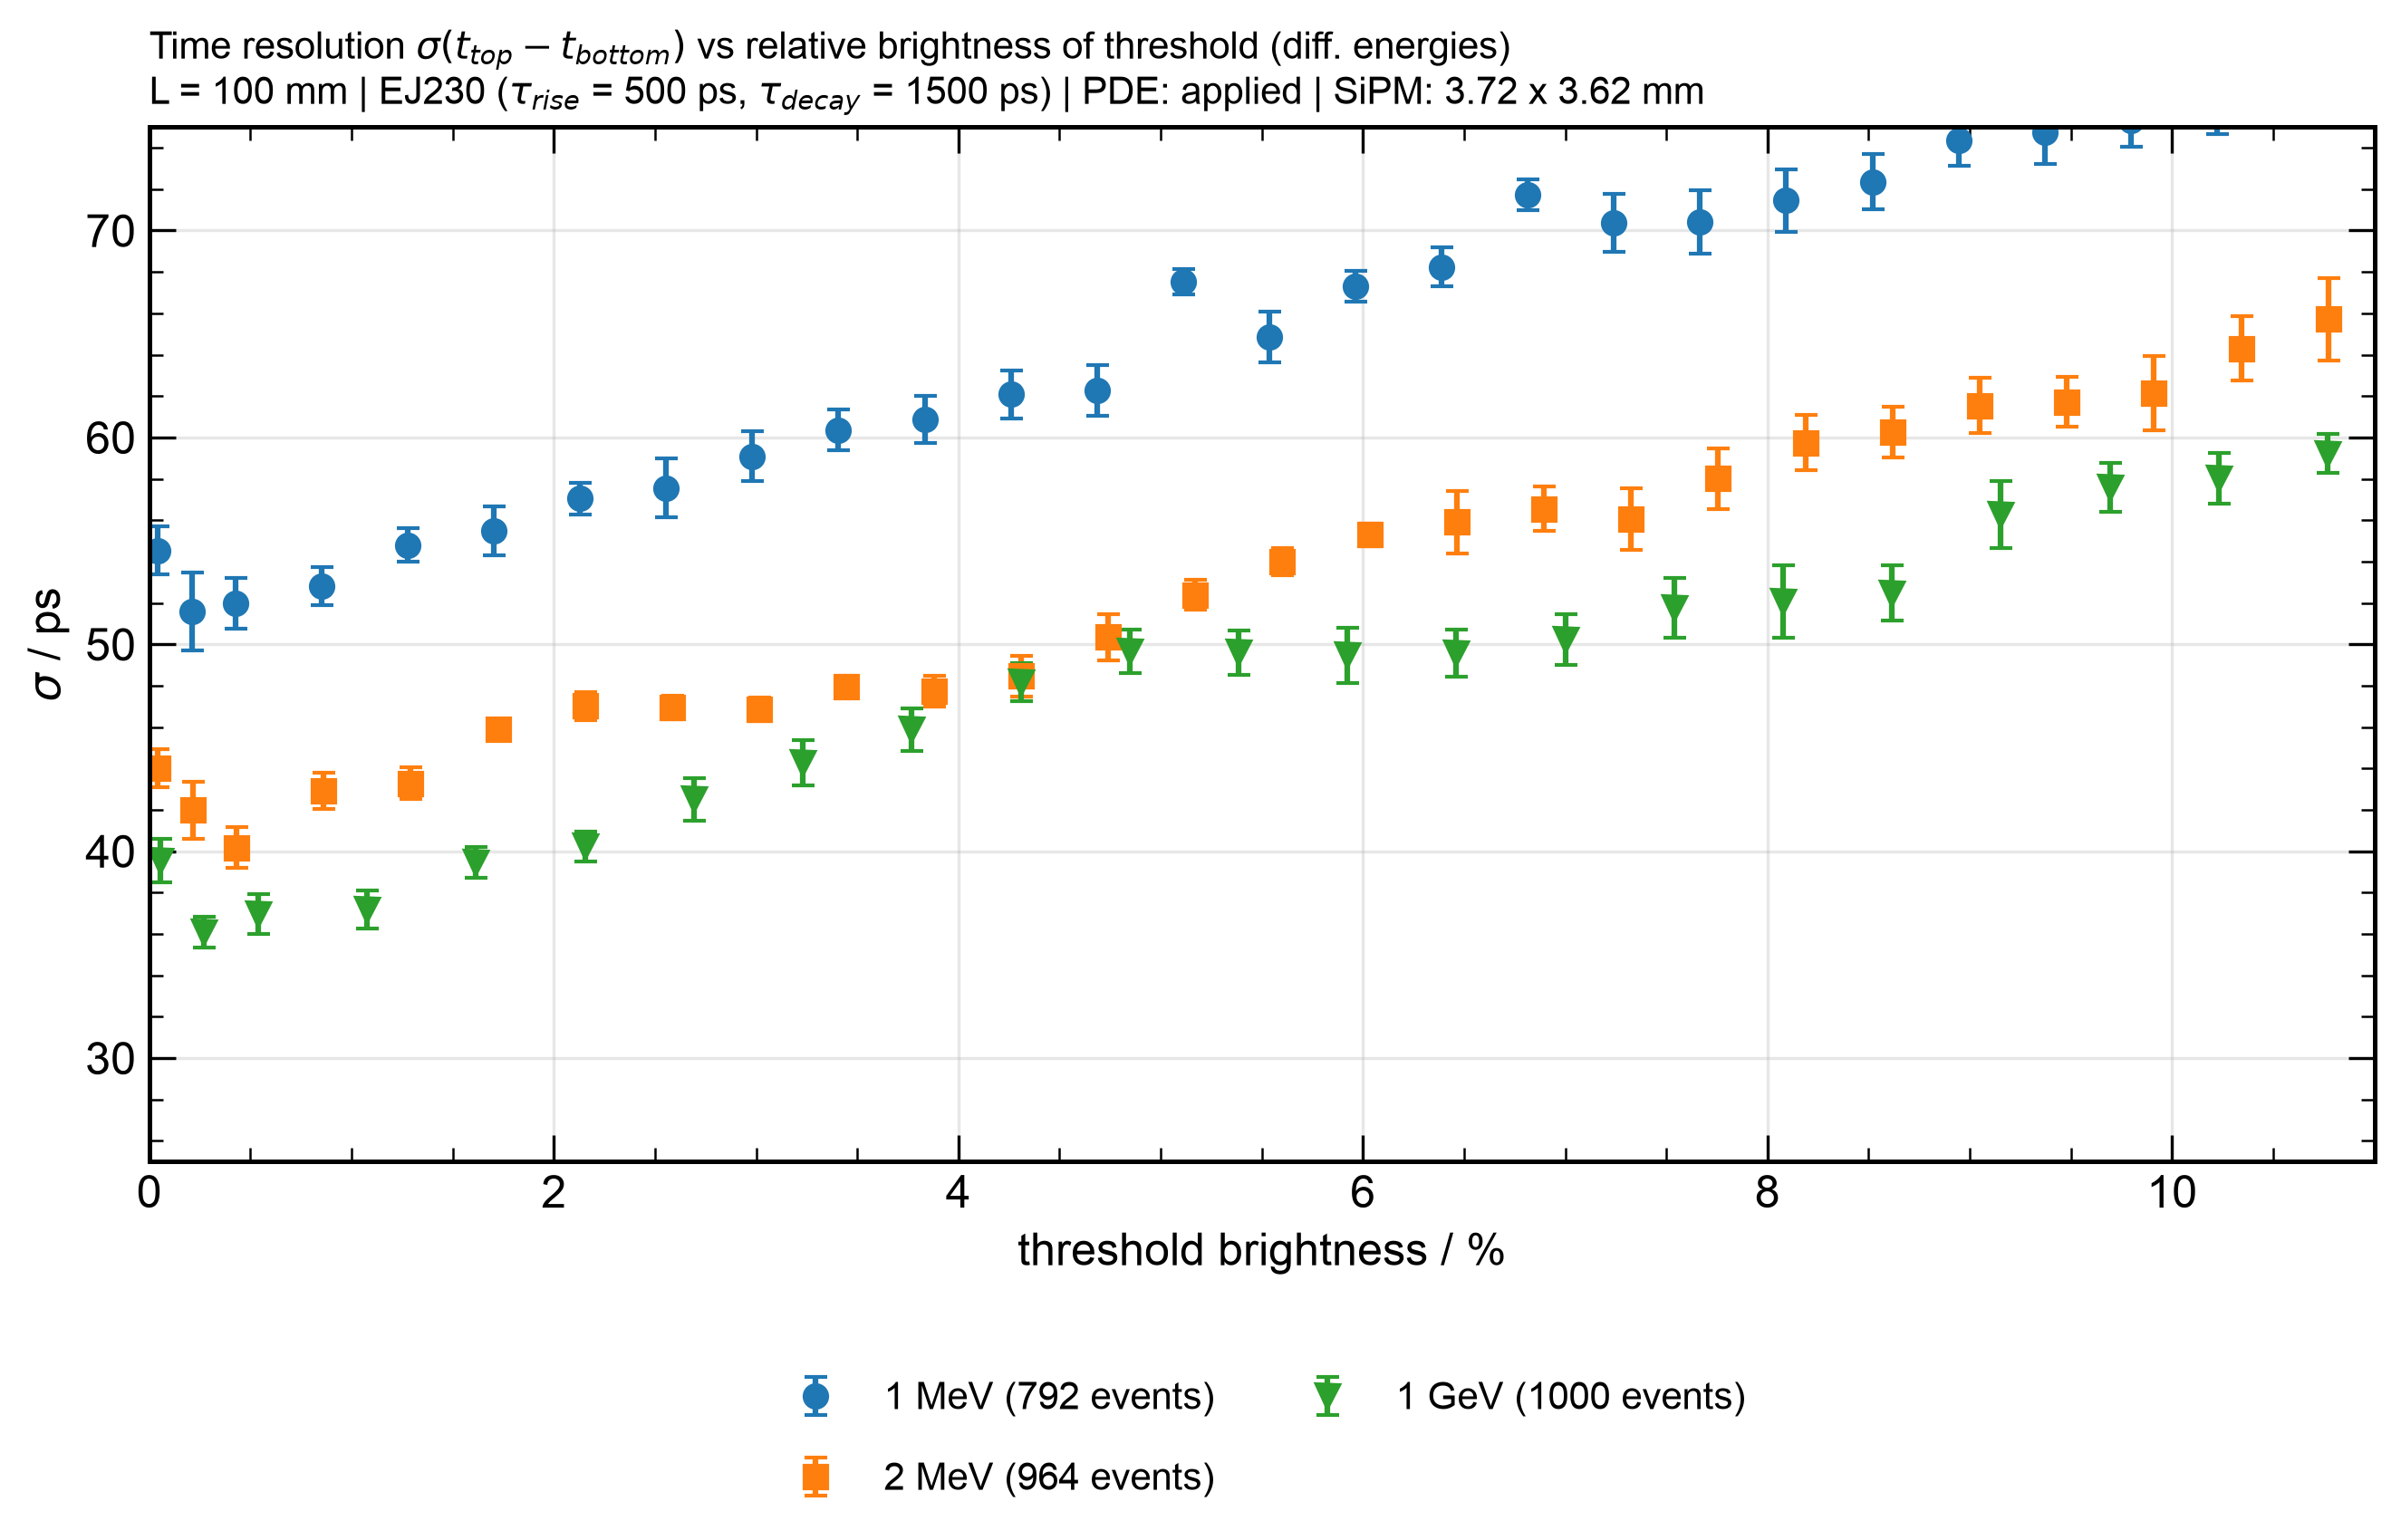 Time resolution σ(t_top − t_bottom) vs relative brightness of threshold (diff. energies)
L = 100 mm | EJ230 (τ_rise = 500 ps, τ_decay = 1500 ps) | PDE: applied | SiPM: 3.72 x 3.62 mm
70
60
50
40
30
σ / ps
0 2 4 6 8 10
threshold brightness / %
1 MeV (792 events)
2 MeV (964 events)
1 GeV (1000 events)